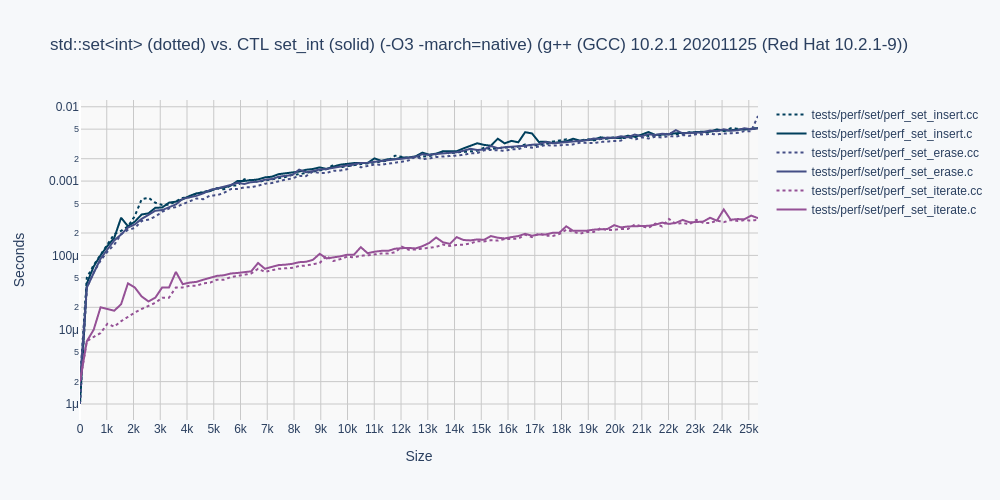 std::set<int> (dotted) vs. CTL set_int (solid) (-O3 -march=native) (g++ (GCC) 10.2.1 20201125 (Red Hat 10.2.1-9))
0.01
5
2
0.001
5
2
100μ
5
2
10μ
5
2
1μ
Seconds
0 1k 2k 3k 4k 5k 6k 7k 8k 9k 10k 11k 12k 13k 14k 15k 16k 17k 18k 19k 20k 21k 22k 23k 24k 25k
Size
tests/perf/set/perf_set_insert.cc
tests/perf/set/perf_set_insert.c
tests/perf/set/perf_set_erase.cc
tests/perf/set/perf_set_erase.c
tests/perf/set/perf_set_iterate.cc
tests/perf/set/perf_set_iterate.c